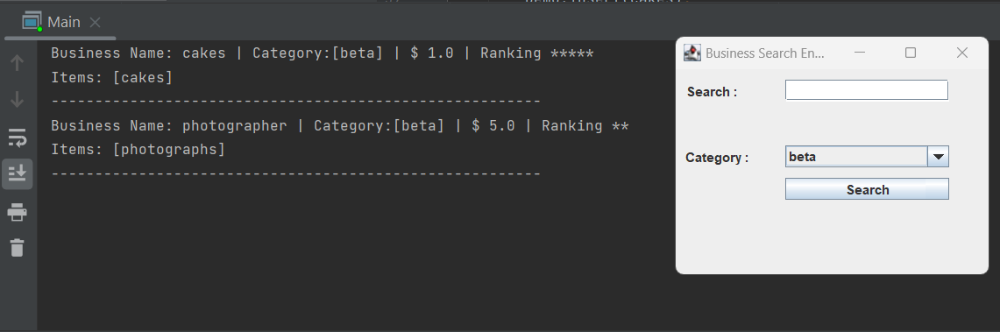 Main
Business Name: cakes | Category:[beta] | $ 1.0 | Ranking *****
Items: [cakes]
--------------------------------------------------------
Business Name: photographer | Category:[beta] | $ 5.0 | Ranking **
Items: [photographs]
--------------------------------------------------------
Business Search En...
Search :
Category :
beta
Search